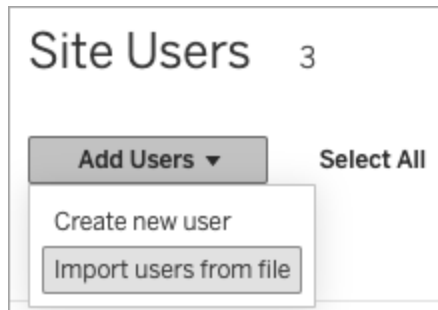 Site Users 3
Add Users Select All
Create new user
Import users from file